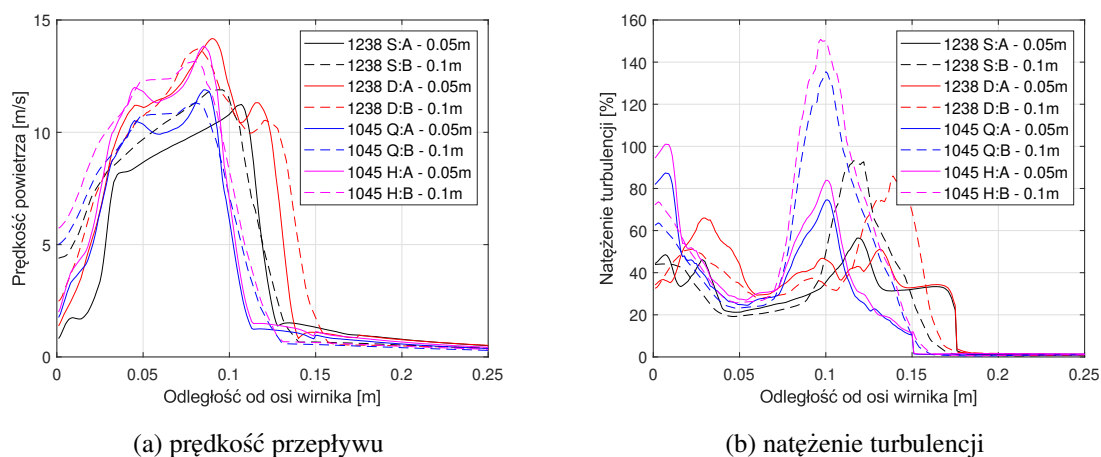 15
10
5
0
Prędkość powietrza [m/s]
0
0.05
0.1
0.15
0.2
0.25
Odległość od osi wirnika [m]
1238 S:A - 0.05m
1238 S:B - 0.1m
1238 D:A - 0.05m
1238 D:B - 0.1m
1045 Q:A - 0.05m
1045 Q:B - 0.1m
1045 H:A - 0.05m
1045 H:B - 0.1m
(a) prędkość przepływu
160
140
120
100
80
60
40
20
0
Natężenie turbulencji [%]
0
0.05
0.1
0.15
0.2
0.25
Odległość od osi wirnika [m]
1238 S:A - 0.05m
1238 S:B - 0.1m
1238 D:A - 0.05m
1238 D:B - 0.1m
1045 Q:A - 0.05m
1045 Q:B - 0.1m
1045 H:A - 0.05m
1045 H:B - 0.1m
(b) natężenie turbulencji